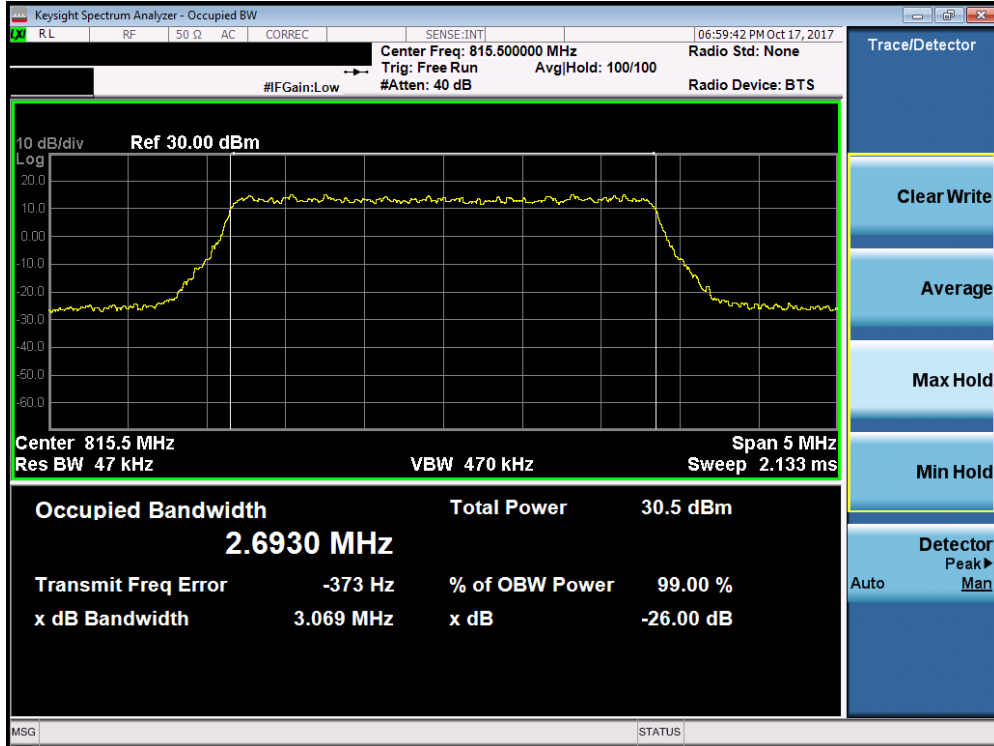 Keysight Spectrum Analyzer - Occupied BW
LXI RL RF 50 Ω AC CORREC SENSE:INT 06:59:42 PM Oct 17, 2017
Center Freq: 815.500000 MHz Radio Std: None
Trig: Free Run Avg|Hold: 100/100
#IFGain:Low #Atten: 40 dB Radio Device: BTS
Trace/Detector
10 dB/div Ref 30.00 dBm
Log
20.0
10.0
0.00
-10.0
-20.0
-30.0
-40.0
-50.0
-60.0
Center 815.5 MHz Span 5 MHz
Res BW 47 kHz VBW 470 kHz Sweep 2.133 ms
Occupied Bandwidth Total Power 30.5 dBm
2.6930 MHz
Transmit Freq Error -373 Hz % of OBW Power 99.00 %
x dB Bandwidth 3.069 MHz x dB -26.00 dB
Clear Write
Average
Max Hold
Min Hold
Detector
Peak▶
Auto Man
MSG STATUS